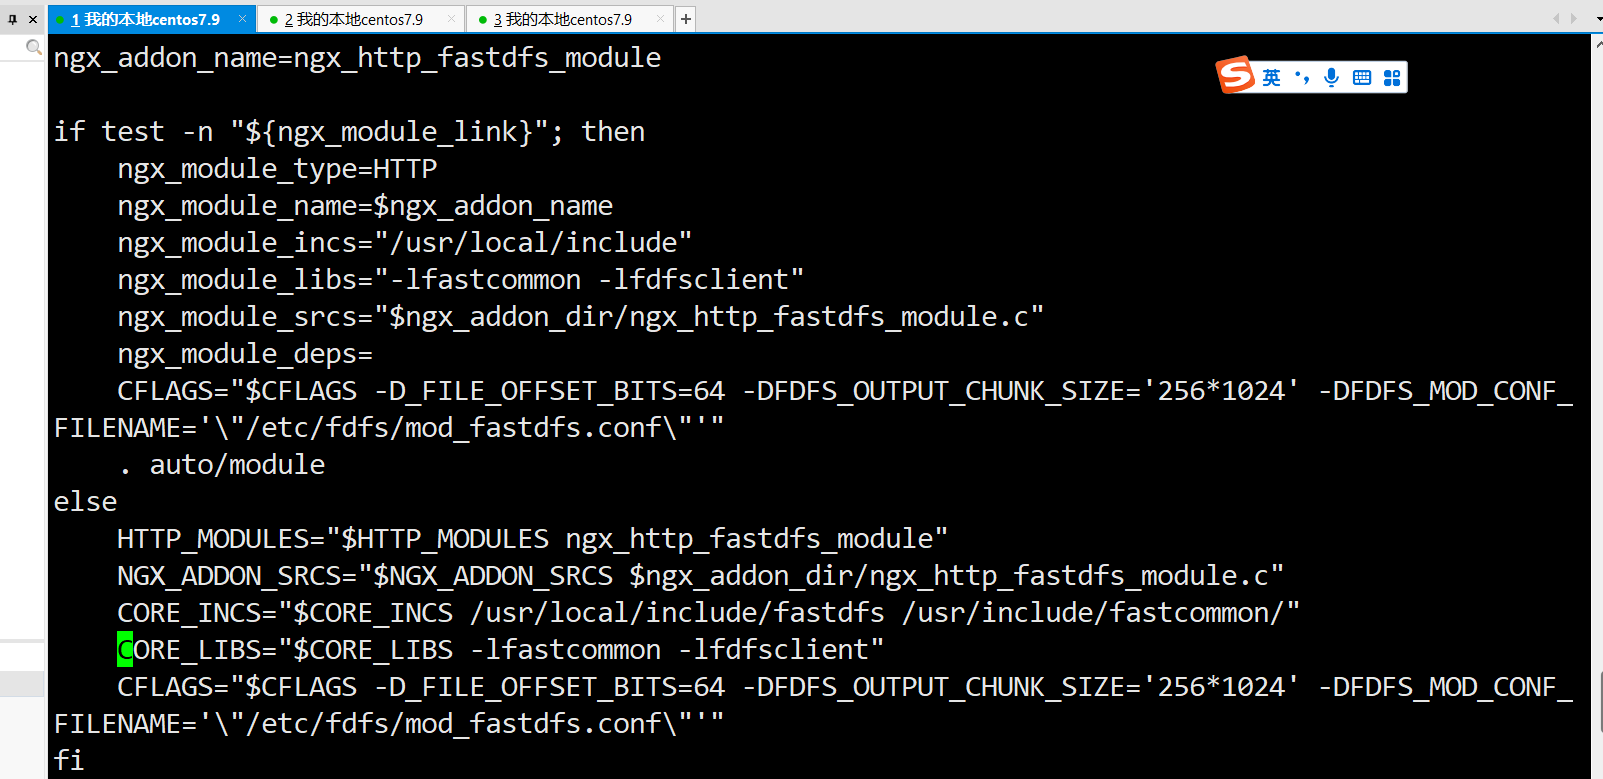 1 我的本地centos7.9
2 我的本地centos7.9
3 我的本地centos7.9
ngx_addon_name=ngx_http_fastdfs_module
英
if test -n "${ngx_module_link}"; then
    ngx_module_type=HTTP
    ngx_module_name=$ngx_addon_name
    ngx_module_incs="/usr/local/include"
    ngx_module_libs="-lfastcommon -lfdfsclient"
    ngx_module_srcs="$ngx_addon_dir/ngx_http_fastdfs_module.c"
    ngx_module_deps=
    CFLAGS="$CFLAGS -D_FILE_OFFSET_BITS=64 -DFDFS_OUTPUT_CHUNK_SIZE='256*1024' -DFDFS_MOD_CONF_
FILENAME='\"/etc/fdfs/mod_fastdfs.conf\"'"
    . auto/module
else
    HTTP_MODULES="$HTTP_MODULES ngx_http_fastdfs_module"
    NGX_ADDON_SRCS="$NGX_ADDON_SRCS $ngx_addon_dir/ngx_http_fastdfs_module.c"
    CORE_INCS="$CORE_INCS /usr/local/include/fastdfs /usr/include/fastcommon/"
    CORE_LIBS="$CORE_LIBS -lfastcommon -lfdfsclient"
    CFLAGS="$CFLAGS -D_FILE_OFFSET_BITS=64 -DFDFS_OUTPUT_CHUNK_SIZE='256*1024' -DFDFS_MOD_CONF_
FILENAME='\"/etc/fdfs/mod_fastdfs.conf\"'"
fi